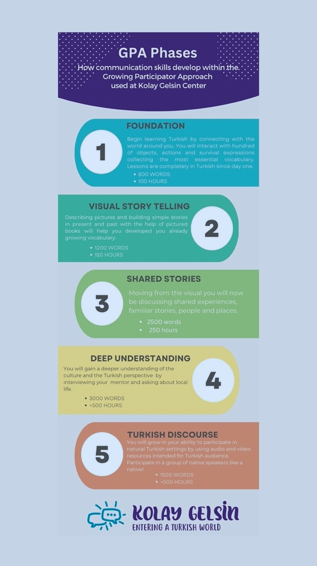 GPA Phases
How communication skills develop within the
Growing Participator Approach
used at Kolay Gelsin Center
FOUNDATION
1
Begin learning Turkish by connecting with the
world around you. You will interact with hundred
of objects, actions and survival expressions
collecting the most essential vocabulary.
Lessons are completely in Turkish since day one.
• 800 WORDS
• 100 HOURS
VISUAL STORY TELLING
2
Describing pictures and building simple stories
in present and past with the help of pictured
books will help you developed you already
growing vocabulary.
WORDS
• 150 HOURS
SHARED STORIES
3
Moving from the visual you will now
be discussing shared experiences,
familiar stories, people and places.
• 2500 words
• 250 hours
DEEP UNDERSTANDING
4
You will gain a deeper understanding of the
culture and the Turkish perspective by
interviewing your mentor and asking about local
life.
• 3000 WORDS
• +500 HOURS
TURKISH DISCOURSE
5
You will grow in your ability to participate in
natural Turkish settings by using audio and video
resources intended for Turkish audience.
Participate in a group of native speakers like a
native!
WORDS
• +500 HOURS
KOLAY GELSiN
ENTERING A TURKISH WORLD